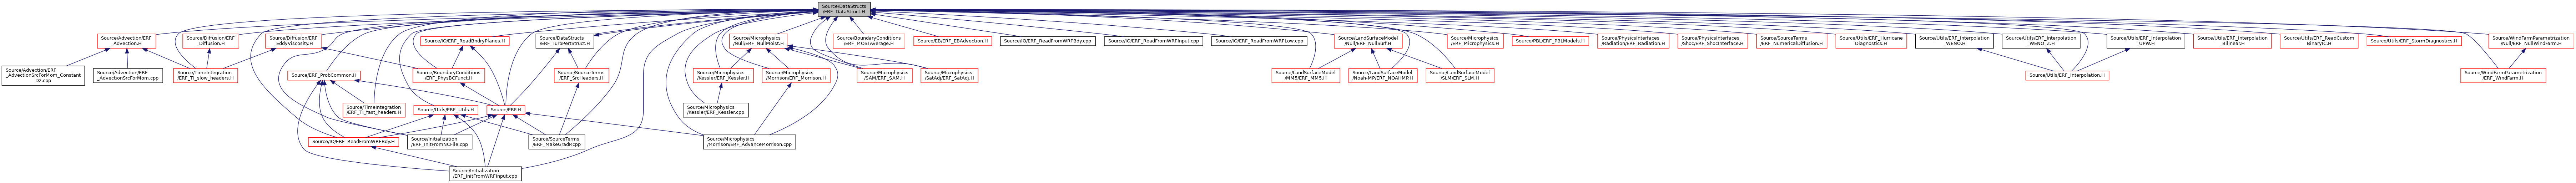 Source/DataStructs
/ERF_DataStruct.H
Source/Advection/ERF
_Advection.H
Source/Diffusion/ERF
_Diffusion.H
Source/Diffusion/ERF
_EddyViscosity.H
Source/IO/ERF_ReadBndryPlanes.H
Source/DataStructs
/ERF_TurbPertStruct.H
Source/Microphysics
/Null/ERF_NullMoist.H
Source/BoundaryConditions
/ERF_MOSTAverage.H
Source/EB/ERF_EBAdvection.H
Source/IO/ERF_ReadFromWRFBdy.cpp
Source/IO/ERF_ReadFromWRFInput.cpp
Source/IO/ERF_ReadFromWRFLow.cpp
Source/LandSurfaceModel
/Null/ERF_NullSurf.H
Source/Microphysics
/ERF_Microphysics.H
Source/PBL/ERF_PBLModels.H
Source/PhysicsInterfaces
/Radiation/ERF_Radiation.H
Source/PhysicsInterfaces
/Shoc/ERF_ShocInterface.H
Source/SourceTerms
/ERF_NumericalDiffusion.H
Source/Utils/ERF_Hurricane
Diagnostics.H
Source/Utils/ERF_Interpolation
_WENO.H
Source/Utils/ERF_Interpolation
_WENO_Z.H
Source/Utils/ERF_Interpolation
_UPW.H
Source/Utils/ERF_Interpolation
_Bilinear.H
Source/Utils/ERF_ReadCustom
BinaryIC.H
Source/Utils/ERF_StormDiagnostics.H
Source/WindFarmParametrization
/Null/ERF_NullWindFarm.H
Source/Advection/ERF
_AdvectionSrcForMom_Constant
DZ.cpp
Source/Advection/ERF
_AdvectionSrcForMom.cpp
Source/TimeIntegration
/ERF_TI_slow_headers.H
Source/ERF_ProbCommon.H
Source/BoundaryConditions
/ERF_PhysBCFunct.H
Source/SourceTerms
/ERF_SrcHeaders.H
Source/Microphysics
/Kessler/ERF_Kessler.H
Source/Microphysics
/Morrison/ERF_Morrison.H
Source/Microphysics
/SAM/ERF_SAM.H
Source/Microphysics
/SatAdj/ERF_SatAdj.H
Source/LandSurfaceModel
/MM5/ERF_MM5.H
Source/LandSurfaceModel
/Noah-MP/ERF_NOAHMP.H
Source/LandSurfaceModel
/SLM/ERF_SLM.H
Source/Utils/ERF_Interpolation.H
Source/WindFarmParametrization
/ERF_WindFarm.H
Source/TimeIntegration
/ERF_TI_fast_headers.H
Source/Utils/ERF_Utils.H
Source/ERF.H
Source/Microphysics
/Kessler/ERF_Kessler.cpp
Source/IO/ERF_ReadFromWRFBdy.H
Source/Initialization
/ERF_InitFromNCFile.cpp
Source/SourceTerms
/ERF_MakeGradP.cpp
Source/Microphysics
/Morrison/ERF_AdvanceMorrison.cpp
Source/Initialization
/ERF_InitFromWRFInput.cpp